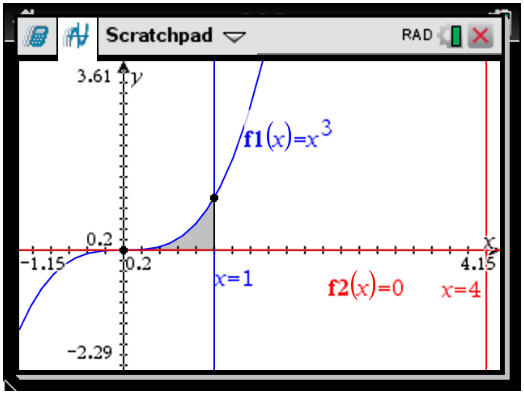 Scratchpad
RAD
3.61
y
f1(x)=x³
0.2
x
-1.15
0.2
4.15
x=1
f2(x)=0
x=4
-2.29